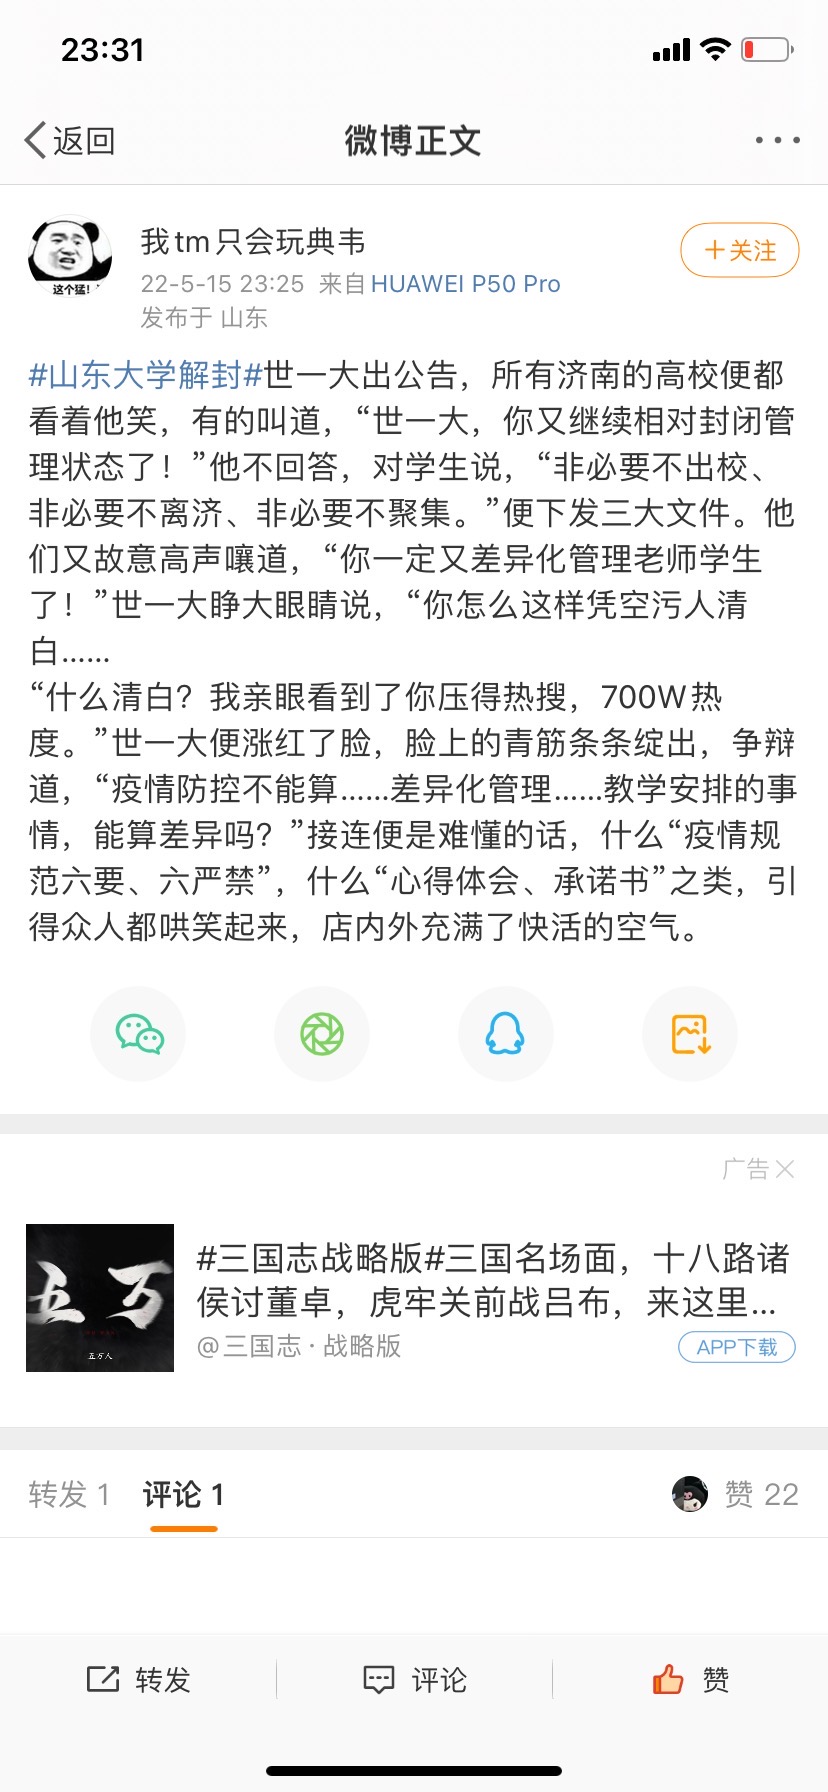 23:31
返回
微博正文
我tm只会玩典韦
这个猛!
+关注
22-5-15 23:25 来自 HUAWEI P50 Pro
发布于 山东
#山东大学解封#世一大出公告，所有济南的高校便都
看着他笑，有的叫道，“世一大，你又继续相对封闭管
理状态了！”他不回答，对学生说，“非必要不出校、
非必要不离济、非必要不聚集。”便下发三大文件。他
们又故意高声嚷道，“你一定又差异化管理老师学生
了！”世一大睁大眼睛说，“你怎么这样凭空污人清
白……
“什么清白？我亲眼看到了你压得热搜，700W热
度。”世一大便涨红了脸，脸上的青筋条条绽出，争辩
道，“疫情防控不能算……差异化管理……教学安排的事
情，能算差异吗？”接连便是难懂的话，什么“疫情规
范六要、六严禁”，什么“心得体会、承诺书”之类，引
得众人都哄笑起来，店内外充满了快活的空气。
广告
五万
五万人
#三国志战略版#三国名场面，十八路诸
侯讨董卓，虎牢关前战吕布，来这里...
@三国志·战略版
APP下载
转发 1 评论 1 赞 22
转发 评论 赞